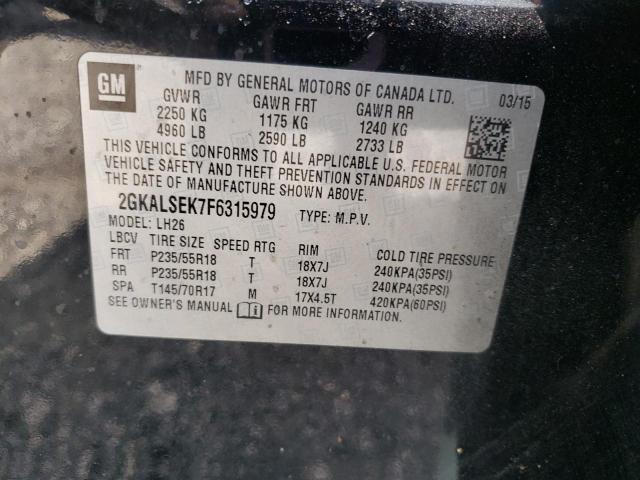 GM
MFD BY GENERAL MOTORS OF CANADA LTD. 03/15
GVWR GAWR FRT GAWR RR
2250 KG 1175 KG 1240 KG
4960 LB 2590 LB 2733 LB
THIS VEHICLE CONFORMS TO ALL APPLICABLE U.S. FEDERAL MOTOR
VEHICLE SAFETY AND THEFT PREVENTION STANDARDS IN EFFECT ON
THE DATE OF MANUFACTURE SHOWN ABOVE.
2GKALSEK7F6315979 TYPE: M.P.V.
MODEL: LH26
LBCV TIRE SIZE SPEED RTG RIM COLD TIRE PRESSURE
FRT P235/55R18 T 18X7J 240KPA(35PSI)
RR P235/55R18 T 18X7J 240KPA(35PSI)
SPA T145/70R17 M 17X4.5T 420KPA(60PSI)
SEE OWNER'S MANUAL FOR MORE INFORMATION.